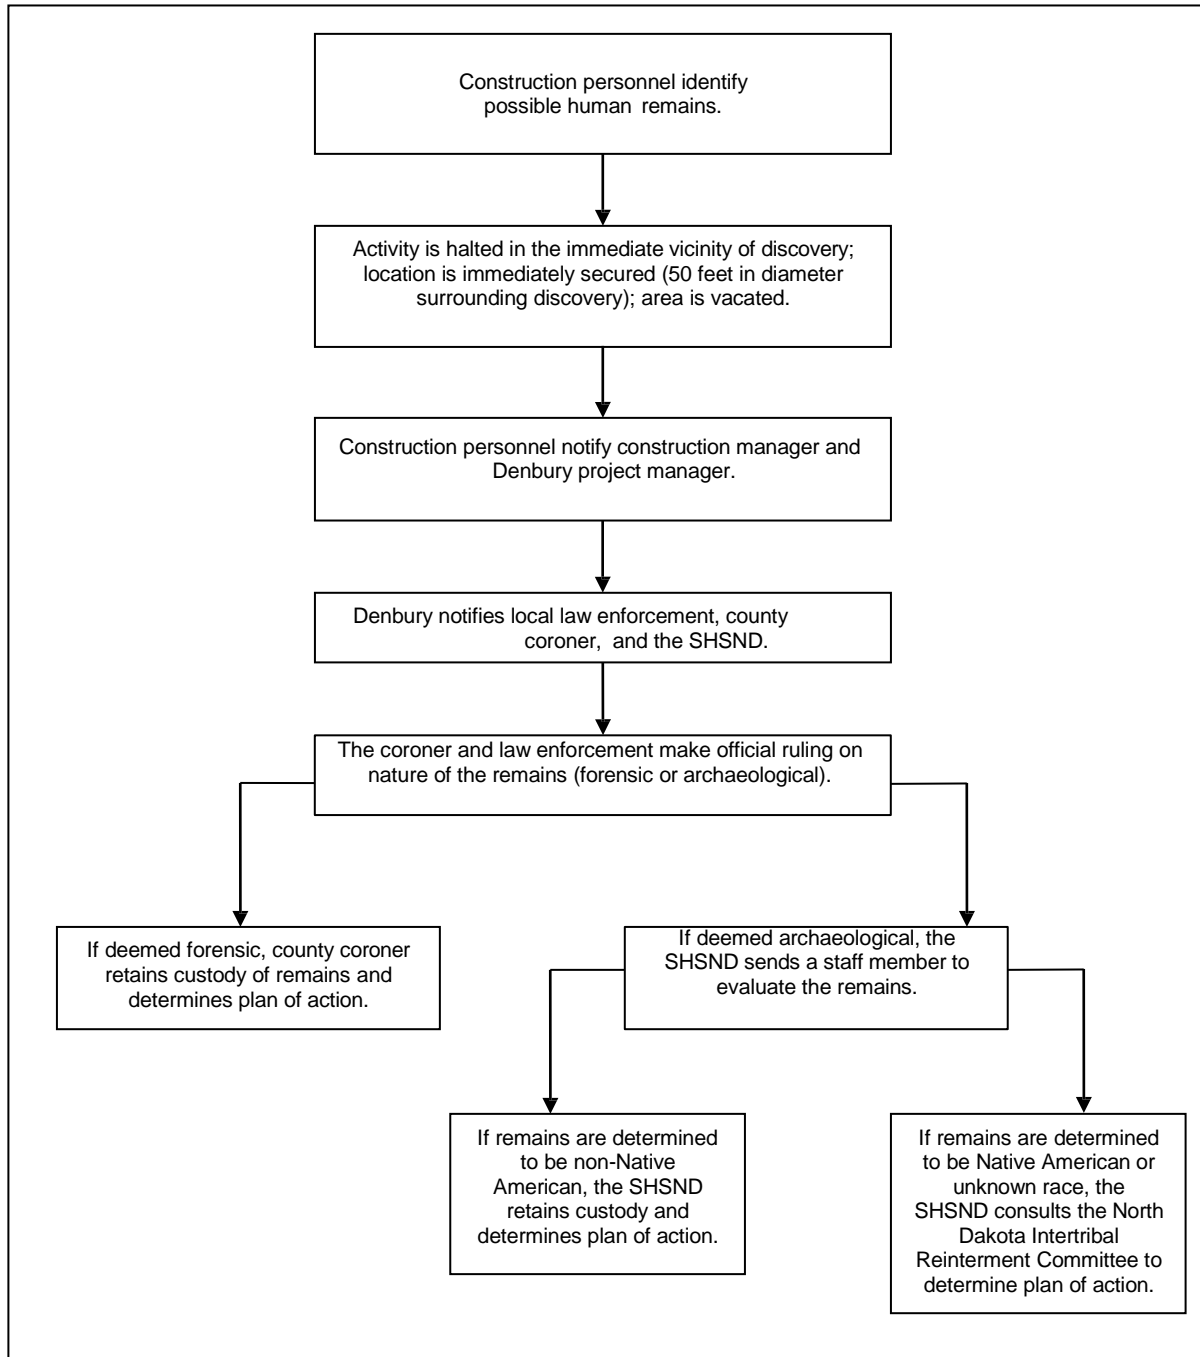 Construction personnel identify
possible human remains.
Activity is halted in the immediate vicinity of discovery;
location is immediately secured (50 feet in diameter
surrounding discovery); area is vacated.
Construction personnel notify construction manager and
Denbury project manager.
Denbury notifies local law enforcement, county
coroner, and the SHSND.
The coroner and law enforcement make official ruling on
nature of the remains (forensic or archaeological).
If deemed forensic, county coroner
retains custody of remains and
determines plan of action.
If deemed archaeological, the
SHSND sends a staff member to
evaluate the remains.
If remains are determined
to be non-Native
American, the SHSND
retains custody and
determines plan of action.
If remains are determined
to be Native American or
unknown race, the
SHSND consults the North
Dakota Intertribal
Reinterment Committee to
determine plan of action.